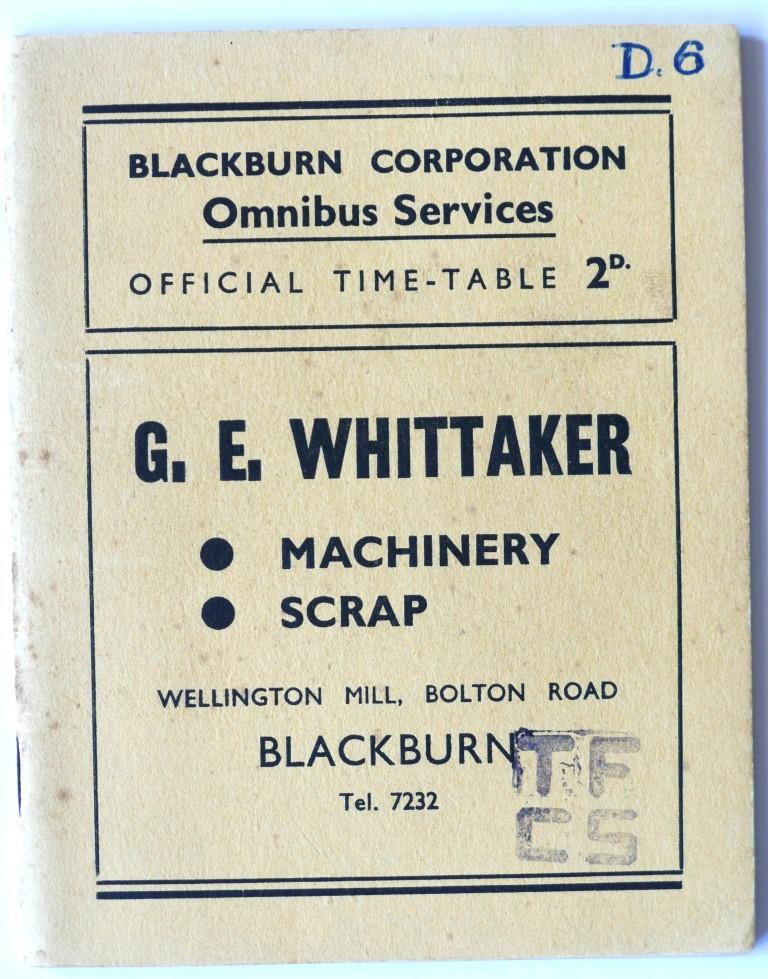 D. 6
BLACKBURN CORPORATION
Omnibus Services
OFFICIAL TIME-TABLE 2D.
G. E. WHITTAKER
● MACHINERY
● SCRAP
WELLINGTON MILL, BOLTON ROAD
BLACKBURN
Tel. 7232
TF
CS